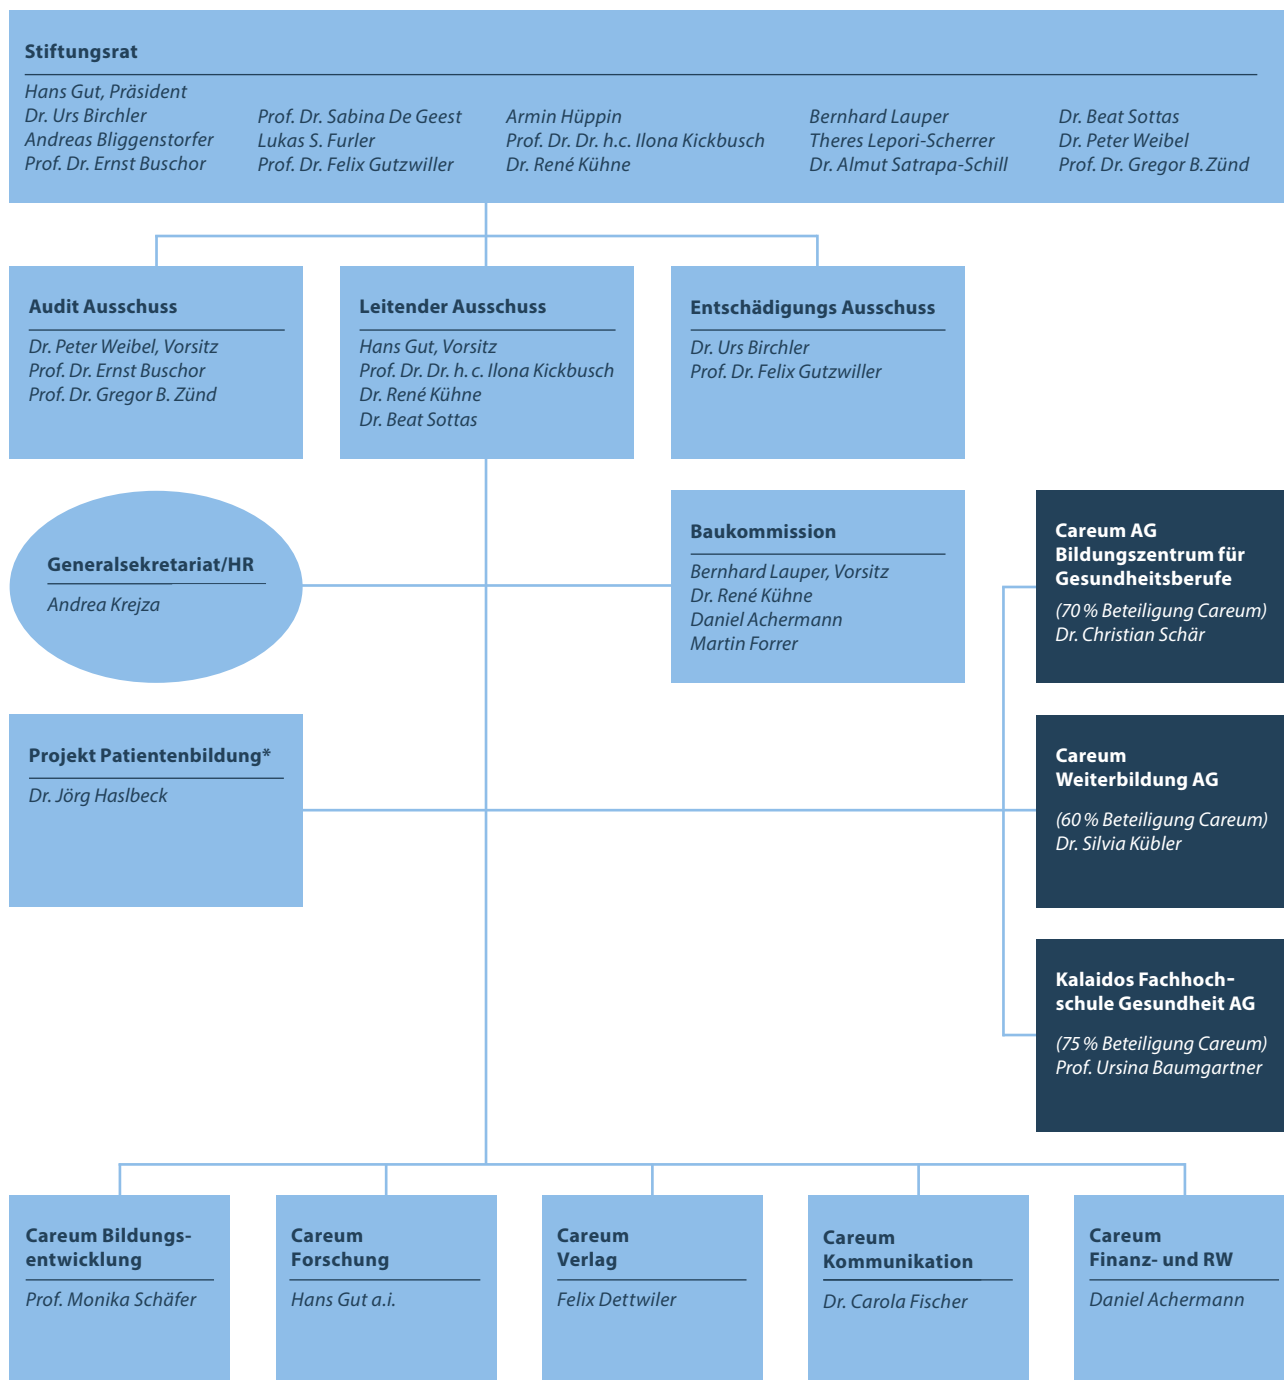 Stiftungsrat
Hans Gut, Präsident
Dr. Urs Birchler
Andreas Bliggenstorfer
Prof. Dr. Ernst Buschor
Prof. Dr. Sabina De Geest
Lukas S. Furler
Prof. Dr. Felix Gutzwiller
Armin Hüppin
Prof. Dr. Dr. h.c. Ilona Kickbusch
Dr. René Kühne
Bernhard Lauper
Theres Lepori-Scherrer
Dr. Almut Satrapa-Schill
Dr. Beat Sottas
Dr. Peter Weibel
Prof. Dr. Gregor B. Zünd
Audit Ausschuss
Dr. Peter Weibel, Vorsitz
Prof. Dr. Ernst Buschor
Prof. Dr. Gregor B. Zünd
Leitender Ausschuss
Hans Gut, Vorsitz
Prof. Dr. Dr. h. c. Ilona Kickbusch
Dr. René Kühne
Dr. Beat Sottas
Entschädigungs Ausschuss
Dr. Urs Birchler
Prof. Dr. Felix Gutzwiller
Generalsekretariat/HR
Andrea Krejza
Baukommission
Bernhard Lauper, Vorsitz
Dr. René Kühne
Daniel Achermann
Martin Forrer
Careum AG
Bildungszentrum für
Gesundheitsberufe
(70 % Beteiligung Careum)
Dr. Christian Schär
Projekt Patientenbildung*
Dr. Jörg Haslbeck
Careum
Weiterbildung AG
(60 % Beteiligung Careum)
Dr. Silvia Kübler
Kalaidos Fachhoch-
schule Gesundheit AG
(75 % Beteiligung Careum)
Prof. Ursina Baumgartner
Careum Bildungs-
entwicklung
Prof. Monika Schäfer
Careum
Forschung
Hans Gut a.i.
Careum
Verlag
Felix Dettwiler
Careum
Kommunikation
Dr. Carola Fischer
Careum
Finanz- und RW
Daniel Achermann